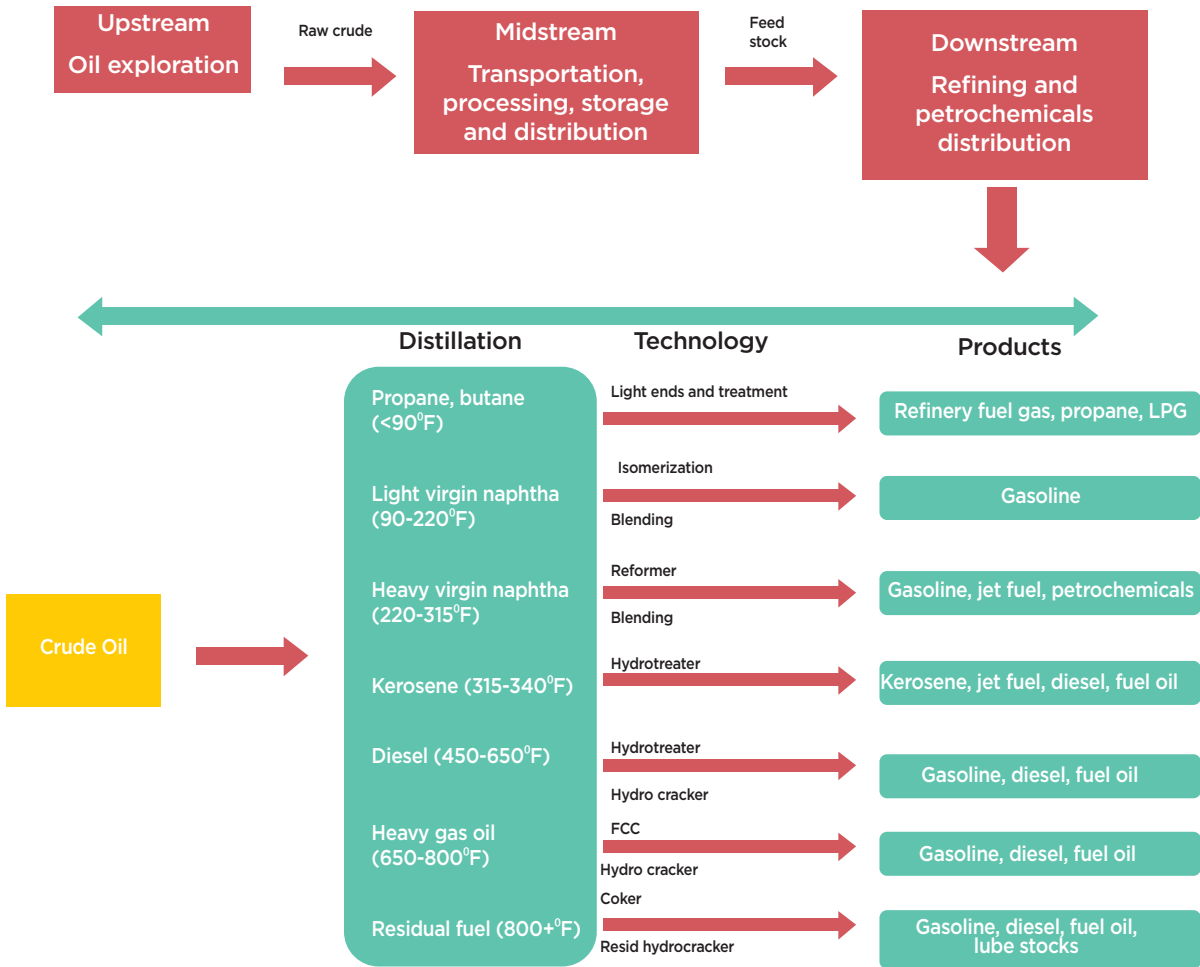 Upstream
Oil exploration
Raw crude
Midstream
Transportation,
processing, storage
and distribution
Feed
stock
Downstream
Refining and
petrochemicals
distribution
Distillation
Technology
Products
Crude Oil
Propane, butane
(<90⁰F)
Light ends and treatment
Refinery fuel gas, propane, LPG
Light virgin naphtha
(90-220⁰F)
Isomerization
Blending
Gasoline
Heavy virgin naphtha
(220-315⁰F)
Reformer
Blending
Gasoline, jet fuel, petrochemicals
Kerosene (315-340⁰F)
Hydrotreater
Kerosene, jet fuel, diesel, fuel oil
Diesel (450-650⁰F)
Hydrotreater
Hydro cracker
Gasoline, diesel, fuel oil
Heavy gas oil
(650-800⁰F)
FCC
Hydro cracker
Gasoline, diesel, fuel oil
Residual fuel (800+⁰F)
Coker
Resid hydrocracker
Gasoline, diesel, fuel oil,
lube stocks